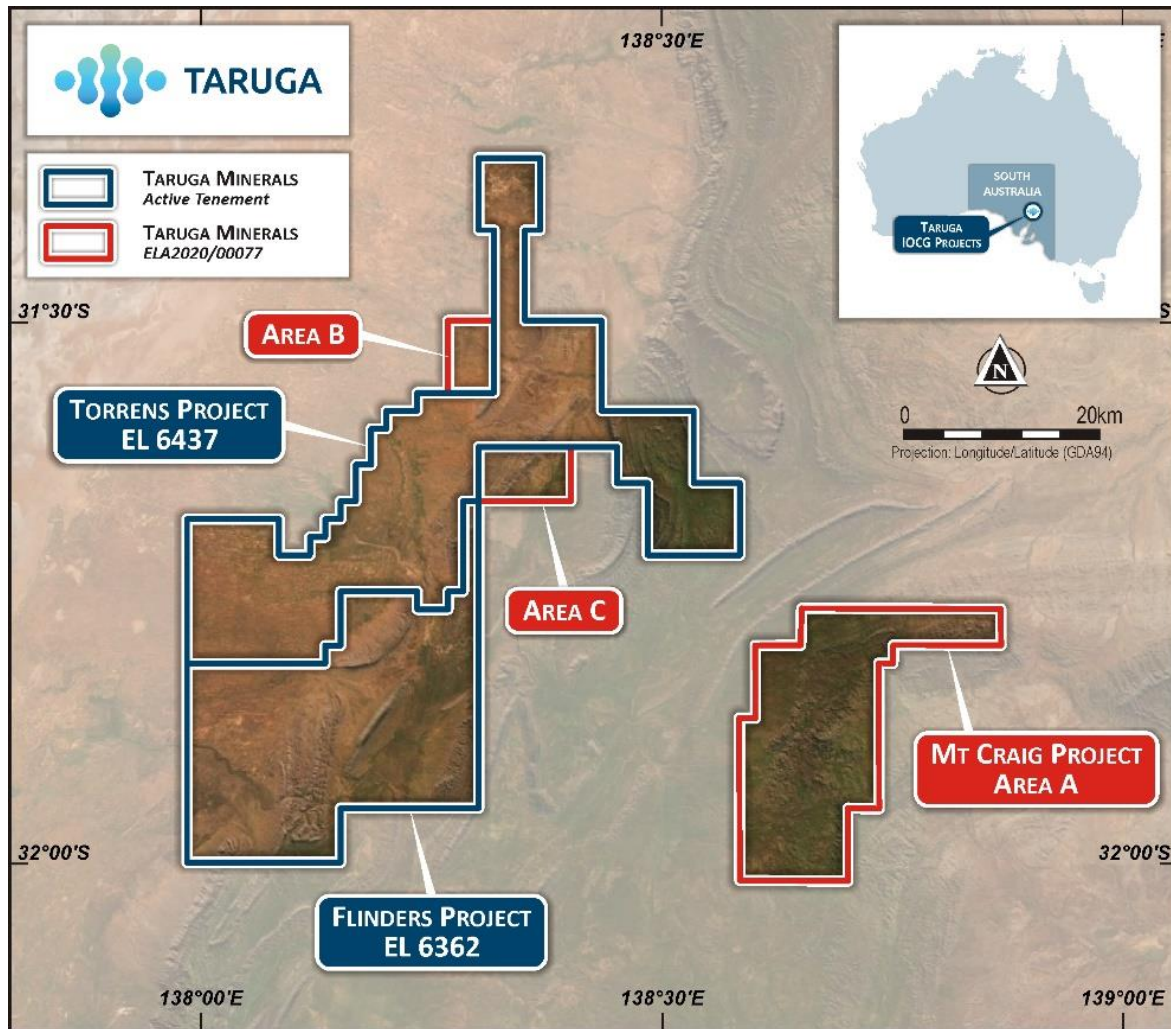 TARUGA
TARUGA MINERALS
Active Tenement
TARUGA MINERALS
ELA2020/00077
138°30'E
E
SOUTH
AUSTRALIA
TARUGA
IOCG PROJECTS
31°30'S
S
AREA B
N
0 20km
Projection: Longitude/Latitude (GDA94)
TORRENS PROJECT
EL 6437
AREA C
MT CRAIG PROJECT
AREA A
32°00'S
32°00'S
FLINDERS PROJECT
EL 6362
138°00'E
138°30'E
139°00'E